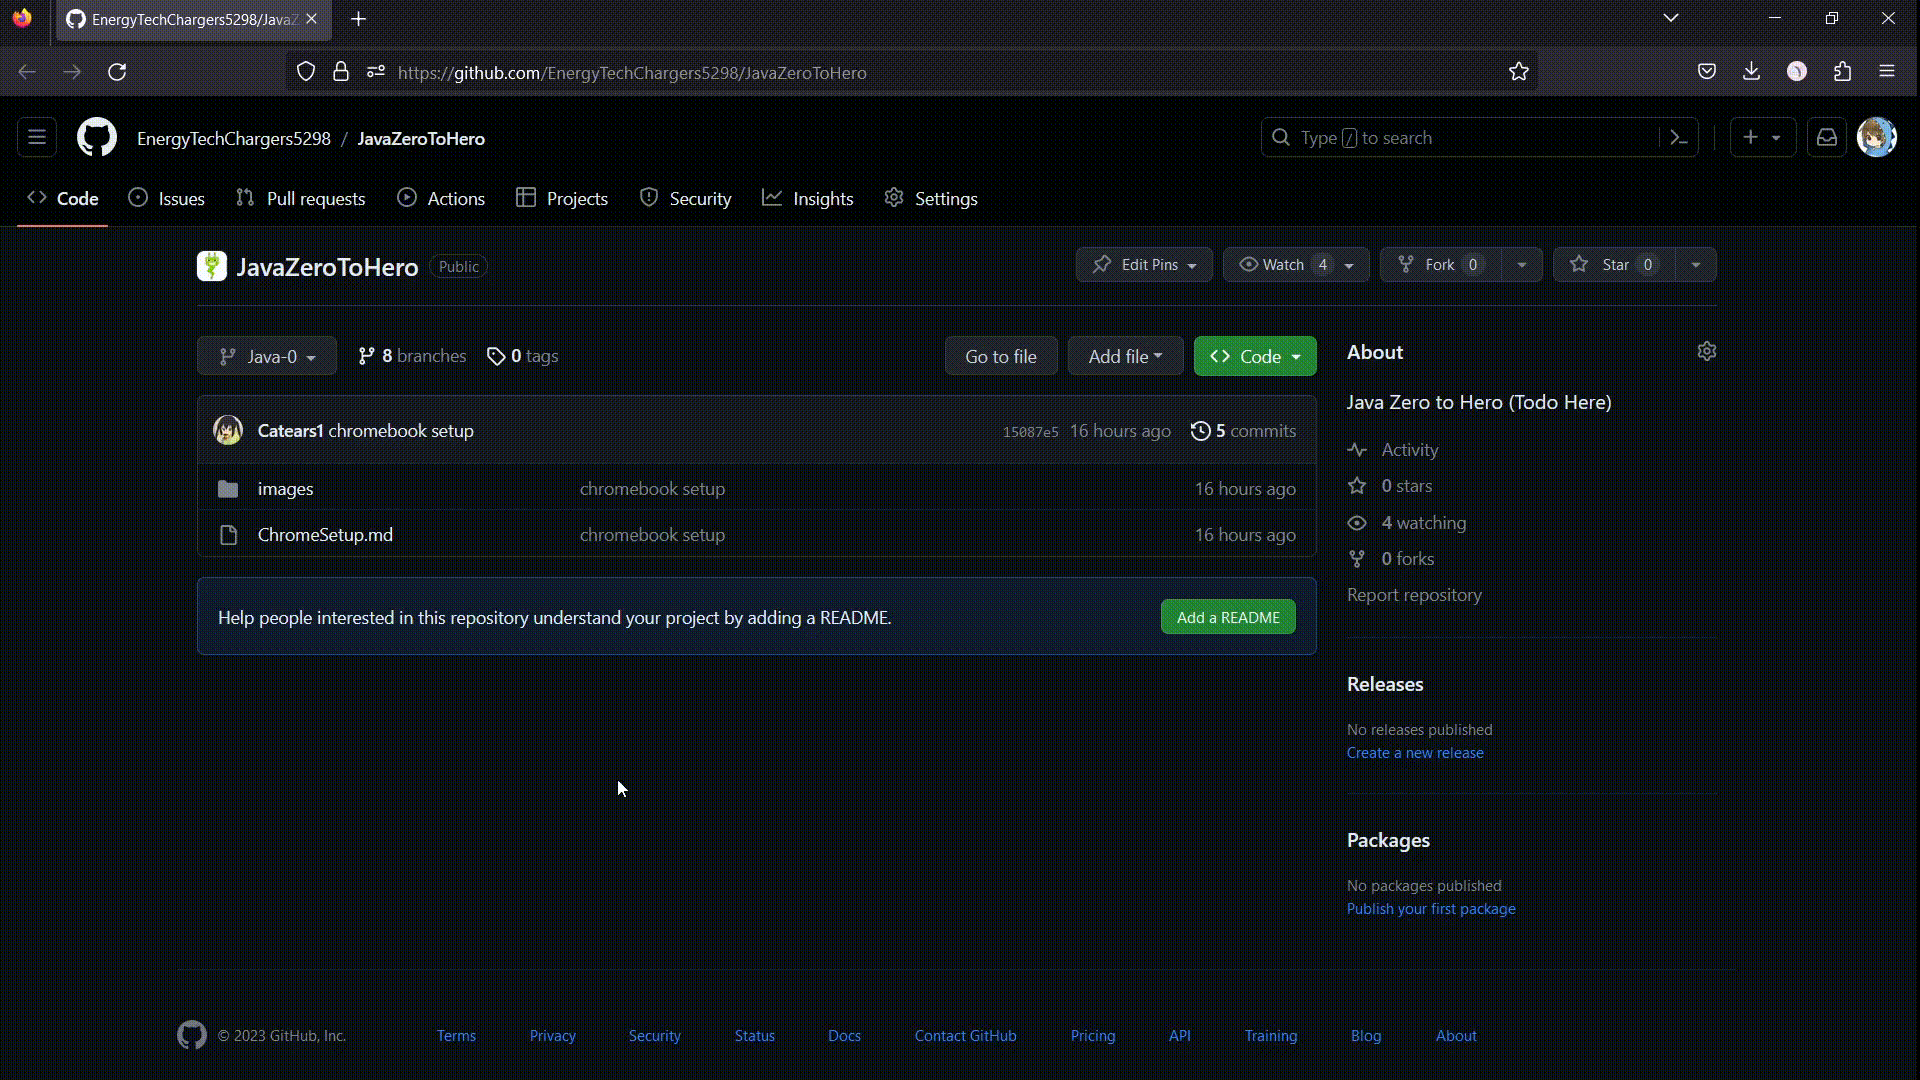 EnergyTechChargers5298/JavaZ
https://github.com/EnergyTechChargers5298/JavaZeroToHero
EnergyTechChargers5298 / JavaZeroToHero
Type / to search
Code Issues Pull requests Actions Projects Security Insights Settings
JavaZeroToHero Public
Edit Pins Watch 4 Fork 0 Star 0
Java-0 8 branches 0 tags
Go to file Add file Code
Catears1 chromebook setup 15087e5 16 hours ago 5 commits
images chromebook setup 16 hours ago
ChromeSetup.md chromebook setup 16 hours ago
Help people interested in this repository understand your project by adding a README. Add a README
About
Java Zero to Hero (Todo Here)
Activity
0 stars
4 watching
0 forks
Report repository
Releases
No releases published
Create a new release
Packages
No packages published
Publish your first package
© 2023 GitHub, Inc. Terms Privacy Security Status Docs Contact GitHub Pricing API Training Blog About